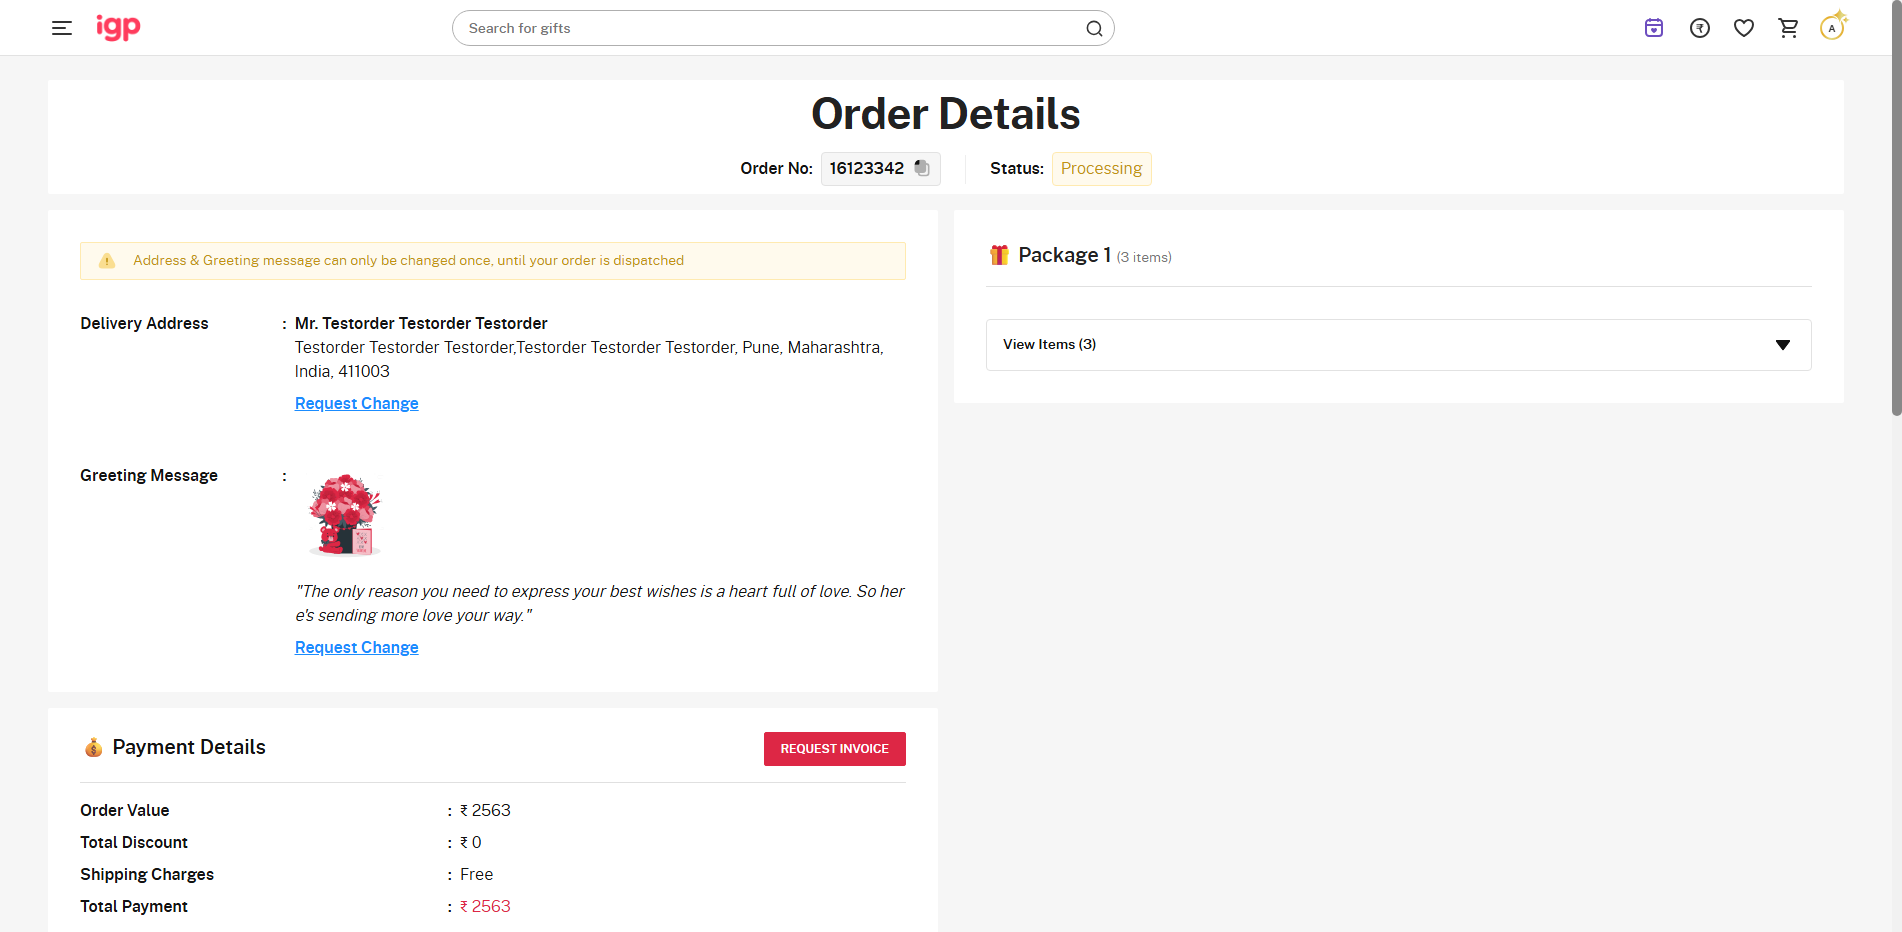 igp
Search for gifts
A
Order Details
Order No: 16123342 Status: Processing
Address & Greeting message can only be changed once, until your order is dispatched
Delivery Address : Mr. Testorder Testorder Testorder
Testorder Testorder Testorder,Testorder Testorder Testorder, Pune, Maharashtra,
India, 411003
Request Change
Greeting Message :
"The only reason you need to express your best wishes is a heart full of love. So her
e's sending more love your way."
Request Change
Package 1 (3 items)
View Items (3)
Payment Details
REQUEST INVOICE
Order Value : ₹ 2563
Total Discount : ₹ 0
Shipping Charges : Free
Total Payment : ₹ 2563